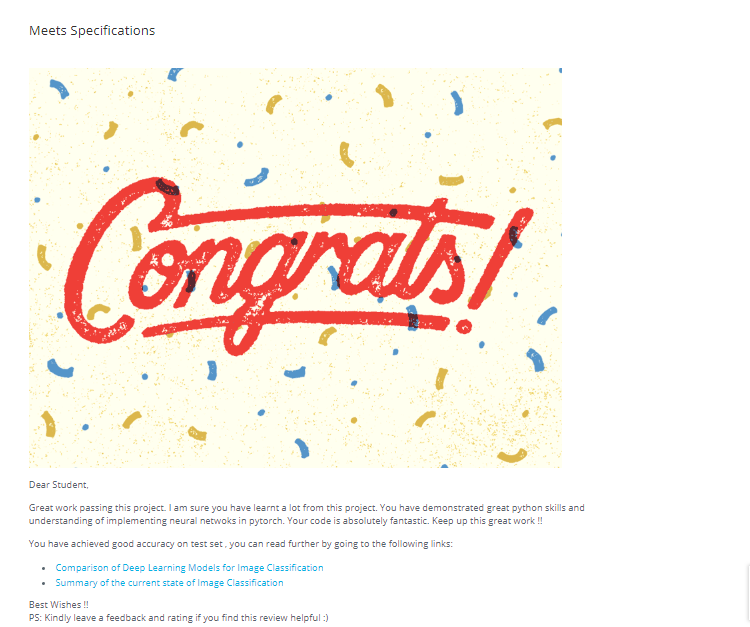 Meets Specifications
Congrats!
Dear Student,
Great work passing this project. I am sure you have learnt a lot from this project. You have demonstrated great python skills and
understanding of implementing neural netwoks in pytorch. Your code is absolutely fantastic. Keep up this great work !!
You have achieved good accuracy on test set , you can read further by going to the following links:
• Comparison of Deep Learning Models for Image Classification
• Summary of the current state of Image Classification
Best Wishes !!
PS: Kindly leave a feedback and rating if you find this review helpful :)